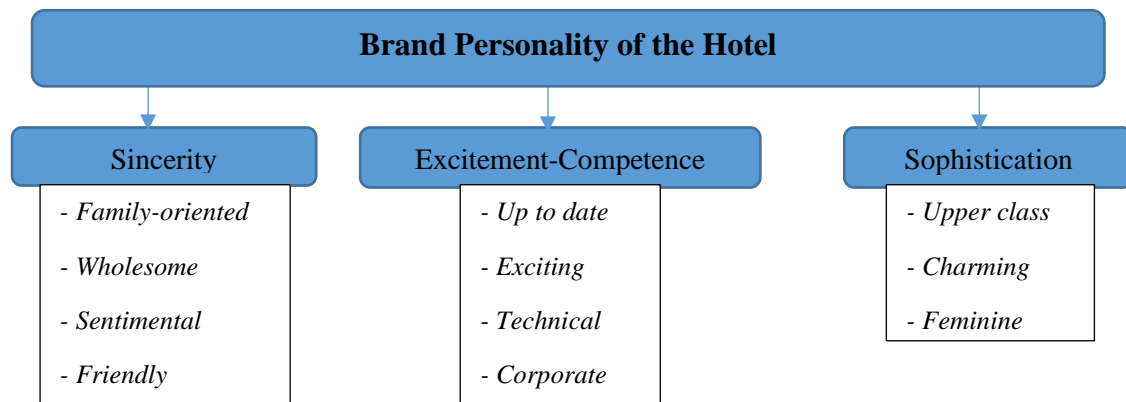 Brand Personality of the Hotel
Sincerity
- Family-oriented
- Wholesome
- Sentimental
- Friendly
Excitement-Competence
- Up to date
- Exciting
- Technical
- Corporate
Sophistication
- Upper class
- Charming
- Feminine